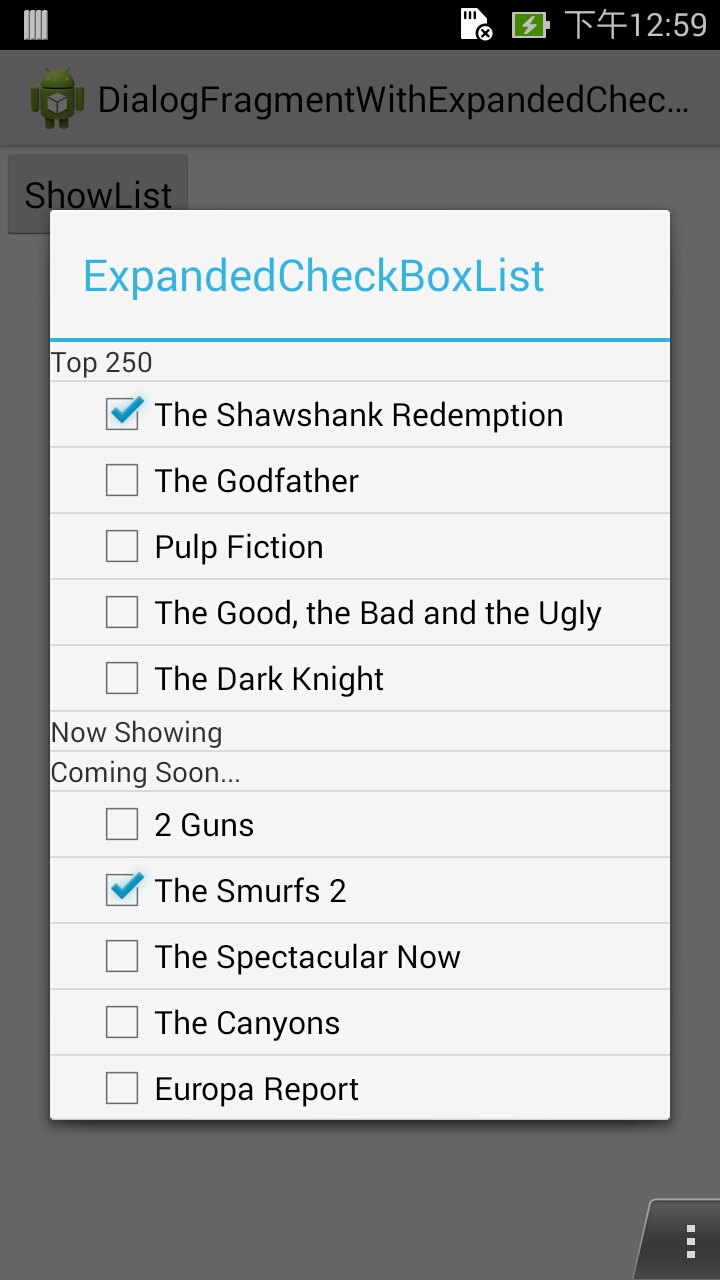 下午12:59
DialogFragmentWithExpandedChec...
ShowList
ExpandedCheckBoxList
Top 250
The Shawshank Redemption
The Godfather
Pulp Fiction
The Good, the Bad and the Ugly
The Dark Knight
Now Showing
Coming Soon...
2 Guns
The Smurfs 2
The Spectacular Now
The Canyons
Europa Report